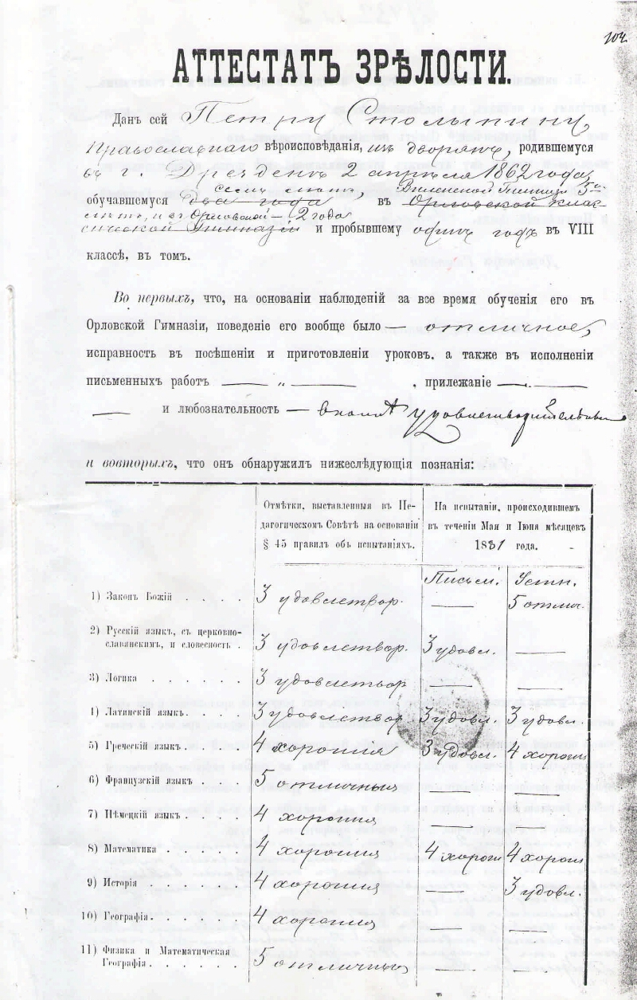 104.
АТТЕСТАТЪ ЗРѢЛОСТИ.
Данъ сей Петру Столыпину,
Православнаго вѣроисповѣданія, изъ дворянъ, родившемуся
въ г. Дрезденъ 2 апрѣля 1862 года,
семь лѣтъ, Виленской Гимназіи 5
обучавшемуся два года въ Орловской клас-
лѣтъ, и въ Орловской – 2 года
сической Гимназіи и пробывшему одинъ годъ въ VIII
классѣ, въ томъ.
Во первыхъ, что, на основаніи наблюденій за все время обученія его въ
Орловской Гимназіи, поведеніе его вообще было — отличное,
исправность въ посѣщеніи и приготовленіи уроковъ, а также въ исполненіи
письменныхъ работъ — „ — , прилежаніе — „ —
— и любознательность — вполнѣ удовлетворительны
и вовторыхъ, что онъ обнаружилъ нижеслѣдующія познанія:
Отмѣтки, выставленныя въ Пе-
дагогическомъ Совѣтѣ на основаніи
§ 45 правилъ объ испытаніяхъ.
На испытаніи, происходившемъ
въ теченіи Мая и Іюня мѣсяцевъ
1881 года.
Письм. Устн.
1) Законъ Божій . . . . 3 удовлетвор. — 5 отлич.
2) Русскій языкъ, съ церковно-
славянскимъ, и словесность . 3 удовлетвор. 3 удовл. —
3) Логика . . . . . . 3 удовлетвор — —
4) Латинскій языкъ. . . . 3 удовлетвор 3 удовл. 3 удовл.
5) Греческій языкъ . . . . 4 хорошія 3 удовл. 4 хорош
6) Французскій языкъ . . . 5 отличныя — —
7) Нѣмецкій языкъ . . . . 4 хорошія — —
8) Математика . . . . . 4 хорошія 4 хорош 4 хорош
9) Исторія . . . . . . 4 хорошія — 3 удовл.
10) Географія. . . . . . 4 хорошія — —
11) Физика и Математическая
Географія. . . . . . 5 отличныя — —